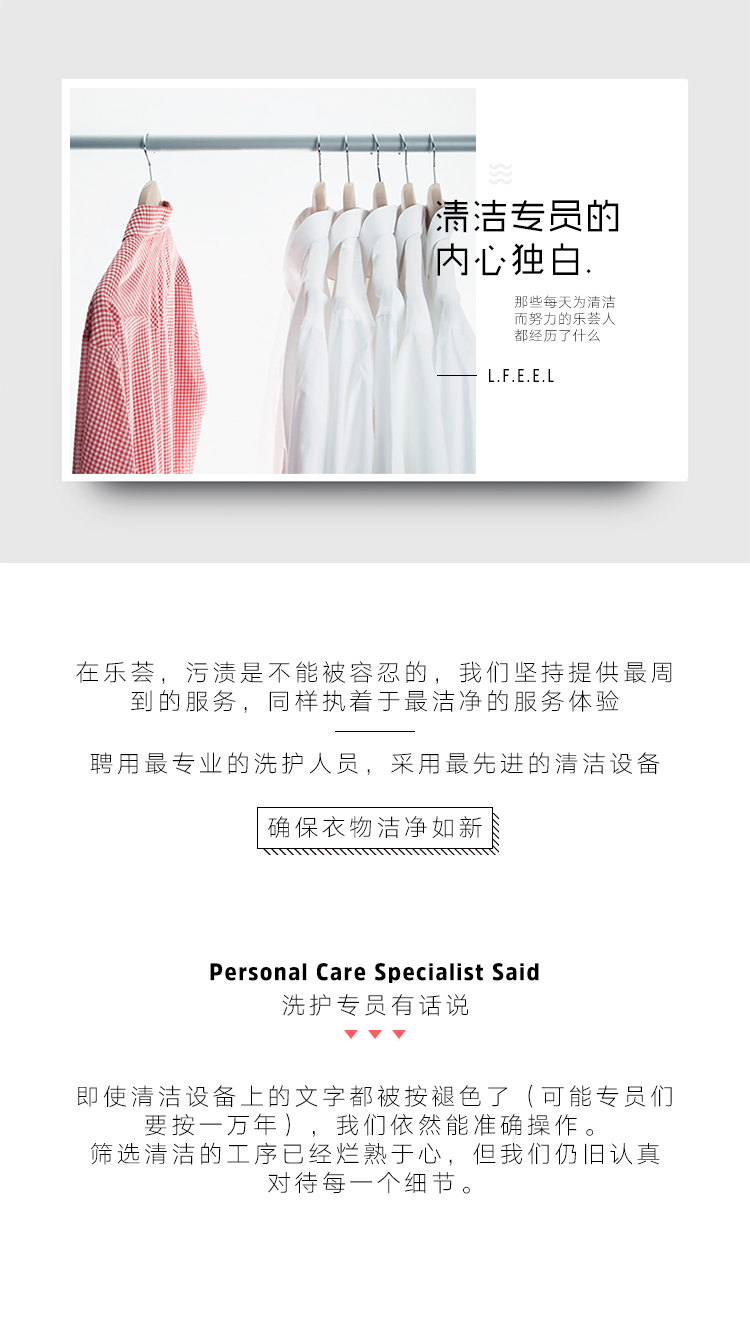 清洁专员的
内心独白.
那些每天为清洁
而努力的乐荟人
都经历了什么
L.F.E.E.L
在乐荟，污渍是不能被容忍的，我们坚持提供最周
到的服务，同样执着于最洁净的服务体验
聘用最专业的洗护人员，采用最先进的清洁设备
确保衣物洁净如新
Personal Care Specialist Said
洗护专员有话说
即使清洁设备上的文字都被按褪色了（可能专员们
要按一万年），我们依然能准确操作。
筛选清洁的工序已经烂熟于心，但我们仍旧认真
对待每一个细节。